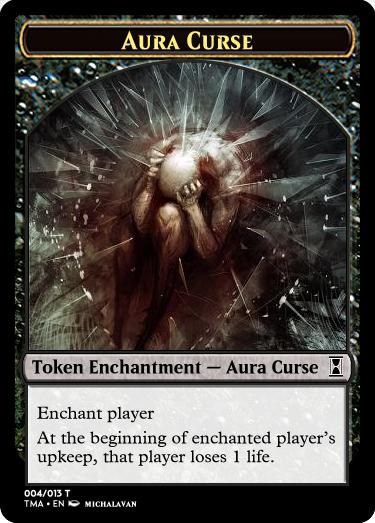 Aura Curse
Token Enchantment — Aura Curse
Enchant player
At the beginning of enchanted player's
upkeep, that player loses 1 life.
004/013 T
TMA • EN MICHALAVAN